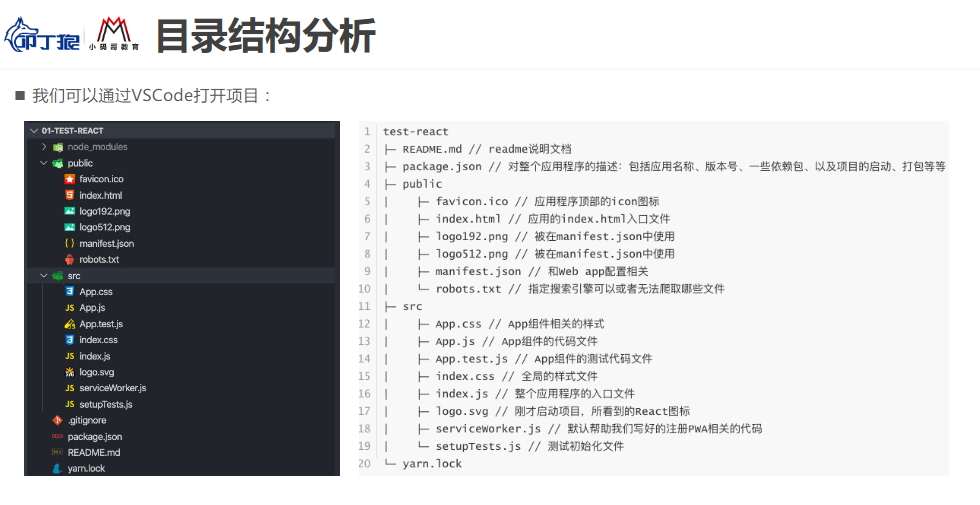 叩丁狼
小码哥教育
目录结构分析
■ 我们可以通过VSCode打开项目：
01-TEST-REACT
node_modules
public
favicon.ico
index.html
logo192.png
logo512.png
manifest.json
robots.txt
src
App.css
App.js
App.test.js
index.css
index.js
logo.svg
serviceWorker.js
setupTests.js
.gitignore
package.json
README.md
yarn.lock
1 test-react
2 ├─ README.md // readme说明文档
3 ├─ package.json // 对整个应用程序的描述：包括应用名称、版本号、一些依赖包、以及项目的启动、打包等等
4 ├─ public
5 │ ├─ favicon.ico // 应用程序顶部的icon图标
6 │ ├─ index.html // 应用的index.html入口文件
7 │ ├─ logo192.png // 被在manifest.json中使用
8 │ ├─ logo512.png // 被在manifest.json中使用
9 │ ├─ manifest.json // 和Web app配置相关
10 │ └─ robots.txt // 指定搜索引擎可以或者无法爬取哪些文件
11 ├─ src
12 │ ├─ App.css // App组件相关的样式
13 │ ├─ App.js // App组件的代码文件
14 │ ├─ App.test.js // App组件的测试代码文件
15 │ ├─ index.css // 全局的样式文件
16 │ ├─ index.js // 整个应用程序的入口文件
17 │ ├─ logo.svg // 刚才启动项目，所看到的React图标
18 │ ├─ serviceWorker.js // 默认帮助我们写好的注册PWA相关的代码
19 │ └─ setupTests.js // 测试初始化文件
20 └─ yarn.lock